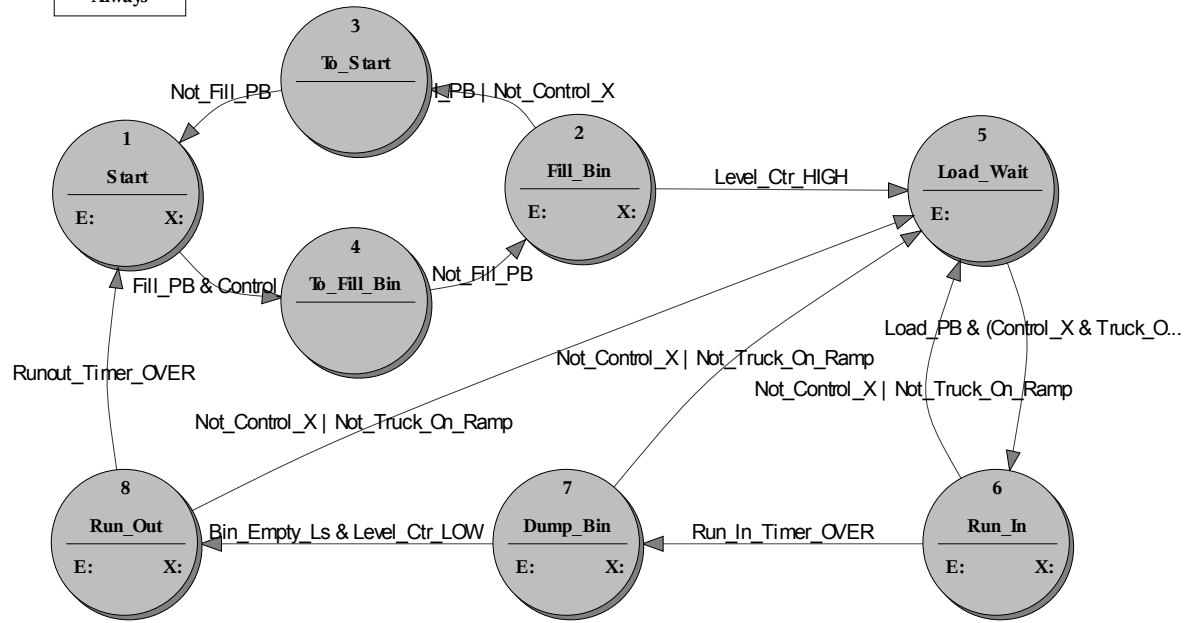 Always
3
To_Start
Not_Fill_PB
l_PB | Not_Control_X
1
Start
E: X:
2
Fill_Bin
E: X:
Level_Ctr_HIGH
5
Load_Wait
E:
4
To_Fill_Bin
Fill_PB & Control
Not_Fill_PB
Runout_Timer_OVER
Load_PB & (Control_X & Truck_O...
Not_Control_X | Not_Truck_On_Ramp
Not_Control_X | Not_Truck_On_Ramp
Not_Control_X | Not_Truck_On_Ramp
8
Run_Out
E: X:
Bin_Empty_Ls & Level_Ctr_LOW
7
Dump_Bin
E: X:
Run_In_Timer_OVER
6
Run_In
E: X: